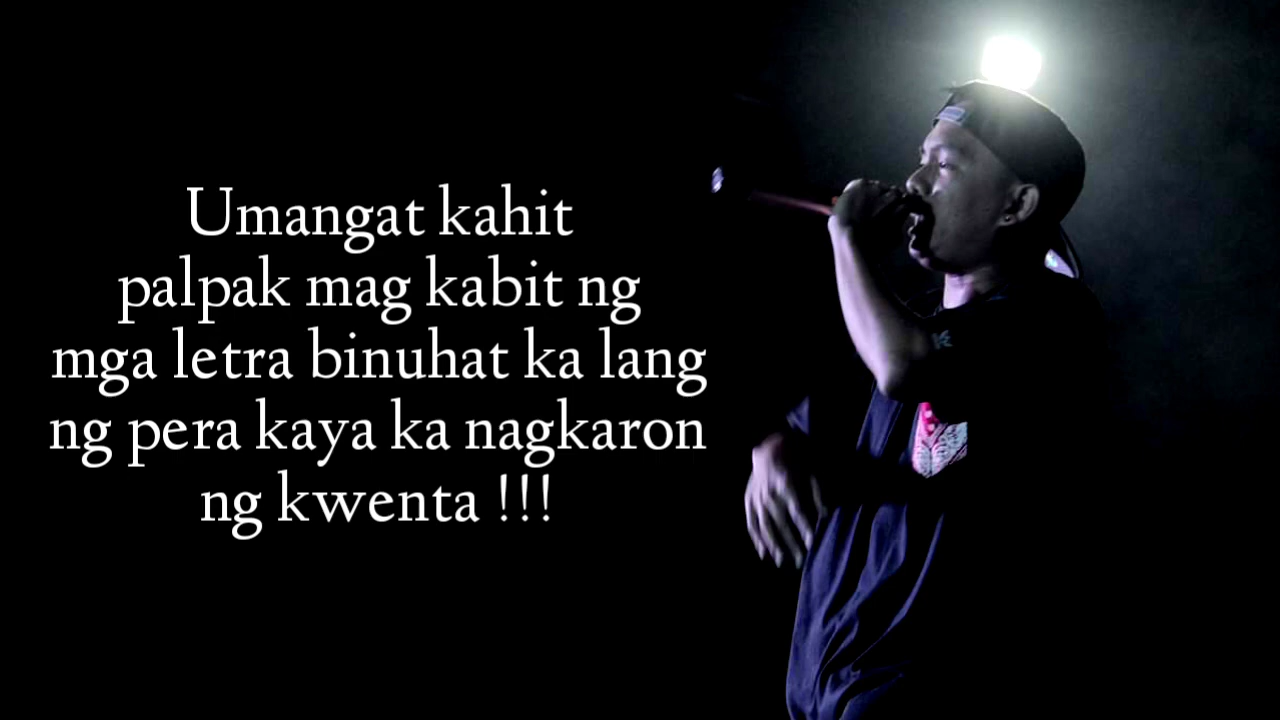 Umangat kahit
palpak mag kabit ng
mga letra binuhat ka lang
ng pera kaya ka nagkaron
ng kwenta !!!